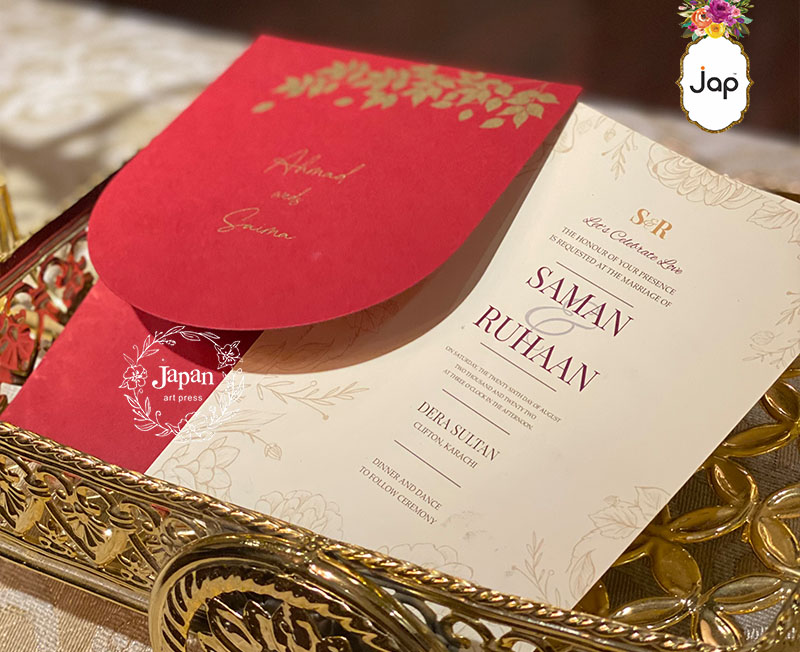 jap
Ahmad
weds
Saima
S&R
Let's Celebrate Love
THE HONOUR OF YOUR PRESENCE
IS REQUESTED AT THE MARRIAGE OF
SAMAN
&
RUHAAN
ON SATURDAY, THE TWENTY SIXTH DAY OF AUGUST
TWO THOUSAND AND TWENTY TWO
AT THREE O'CLOCK IN THE AFTERNOON.
DERA SULTAN
CLIFTON, KARACHI
DINNER AND DANCE
TO FOLLOW CEREMONY
Japan
art press